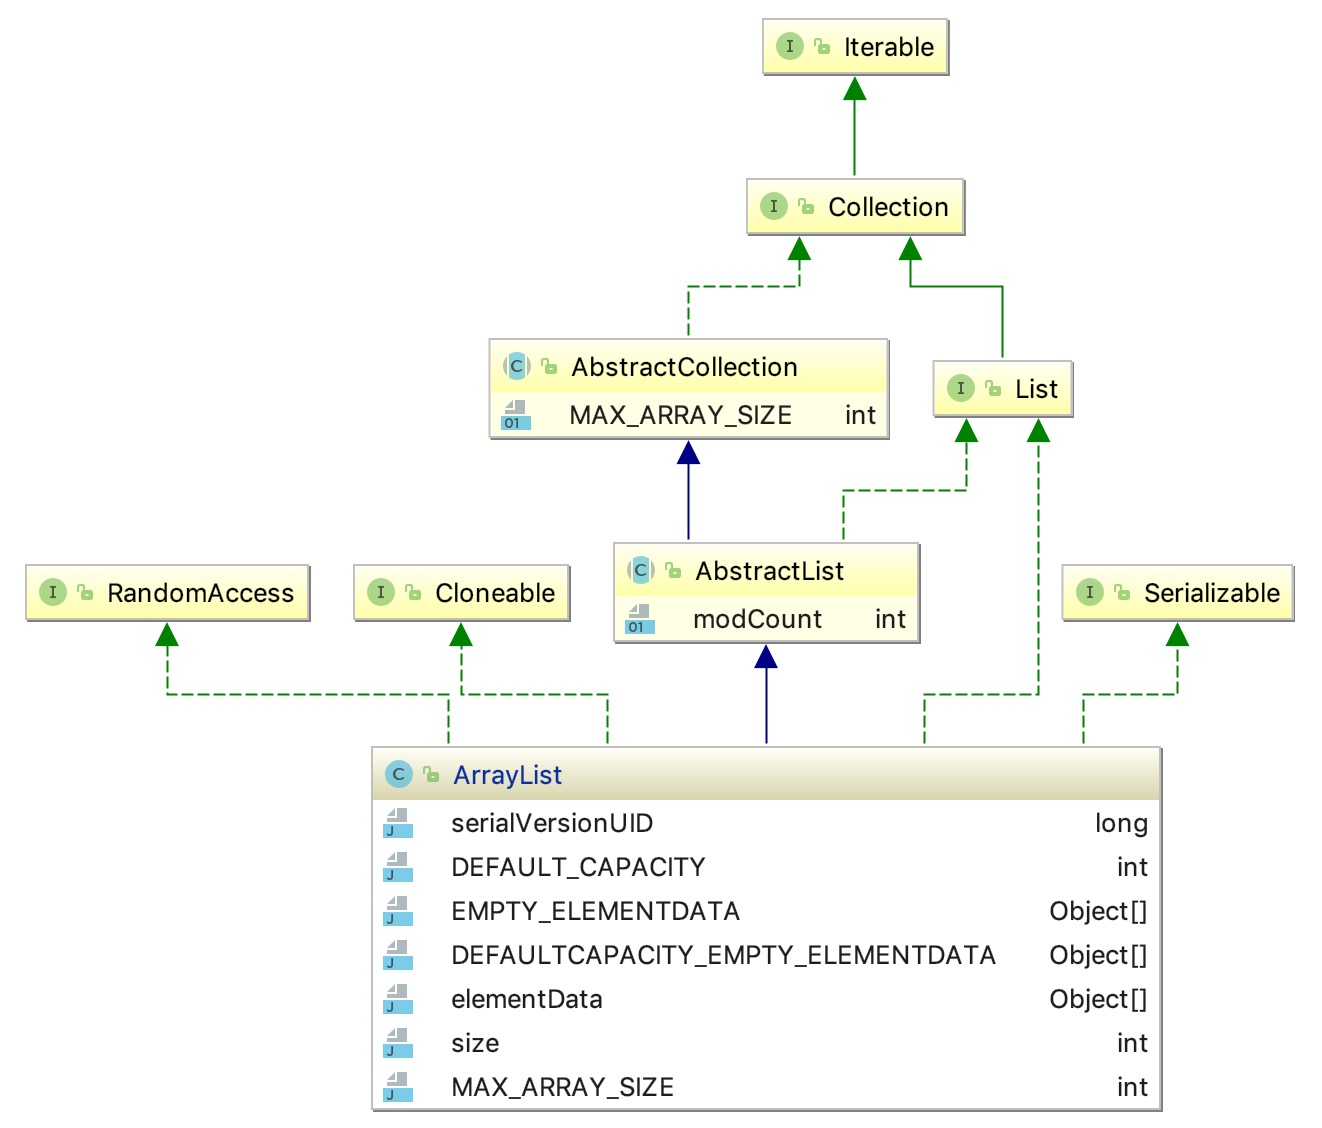 I Iterable
I Collection
C AbstractCollection
01 MAX_ARRAY_SIZE int
I List
I RandomAccess
I Cloneable
C AbstractList
01 modCount int
I Serializable
C ArrayList
J serialVersionUID long
J DEFAULT_CAPACITY int
J EMPTY_ELEMENTDATA Object[]
J DEFAULTCAPACITY_EMPTY_ELEMENTDATA Object[]
J elementData Object[]
J size int
J MAX_ARRAY_SIZE int